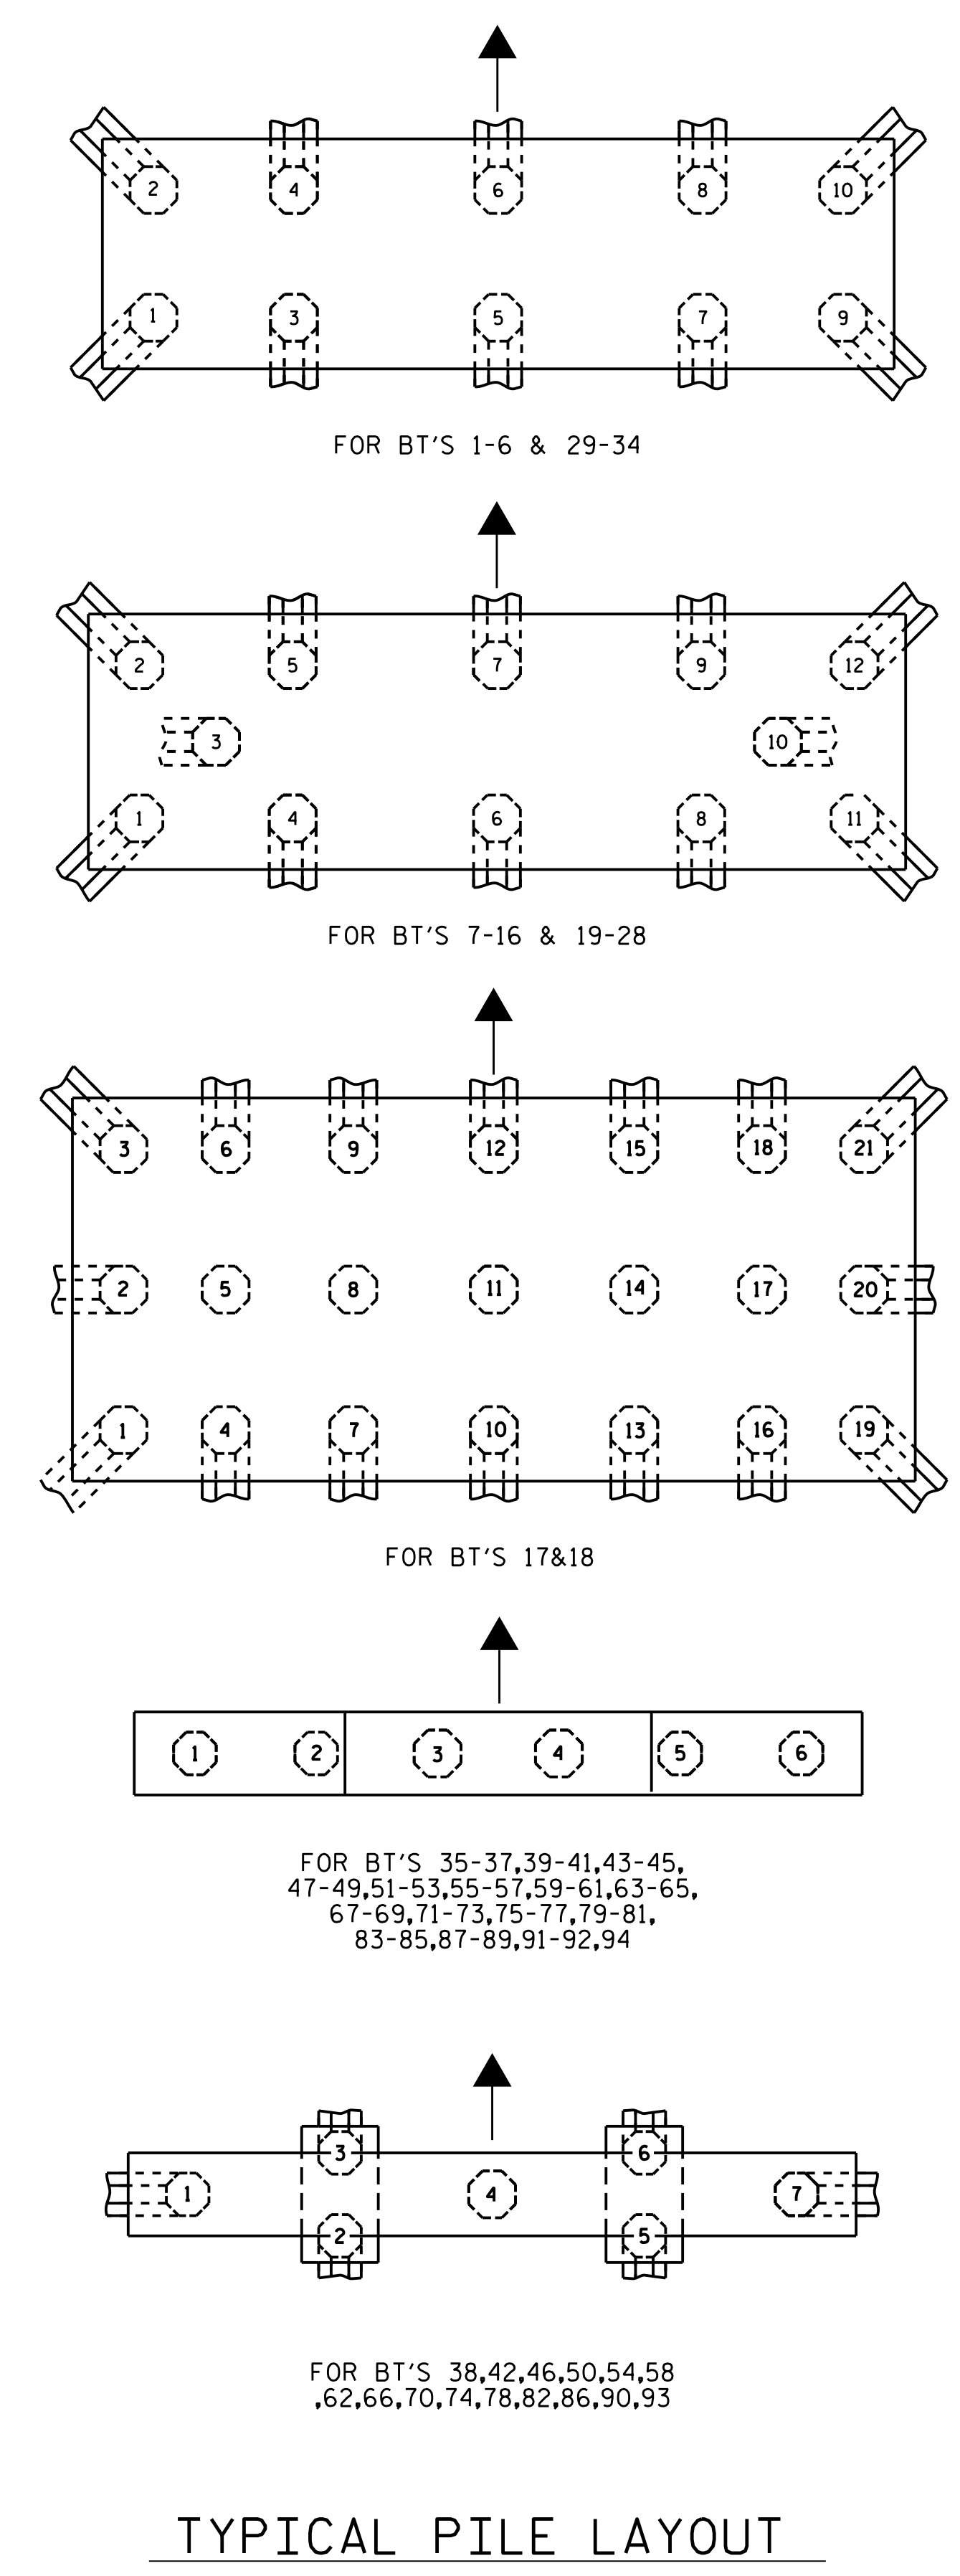 2 4 6 8 10
1 3 5 7 9
FOR BT'S 1-6 & 29-34
2 5 7 9 12
3 10
1 4 6 8 11
FOR BT'S 7-16 & 19-28
3 6 9 12 15 18 21
2 5 8 11 14 17 20
1 4 7 10 13 16 19
FOR BT'S 17&18
1 2 3 4 5 6
FOR BT'S 35-37,39-41,43-45,
47-49,51-53,55-57,59-61,63-65,
67-69,71-73,75-77,79-81,
83-85,87-89,91-92,94
3 6
1 4 7
2 5
FOR BT'S 38,42,46,50,54,58
,62,66,70,74,78,82,86,90,93
TYPICAL PILE LAYOUT